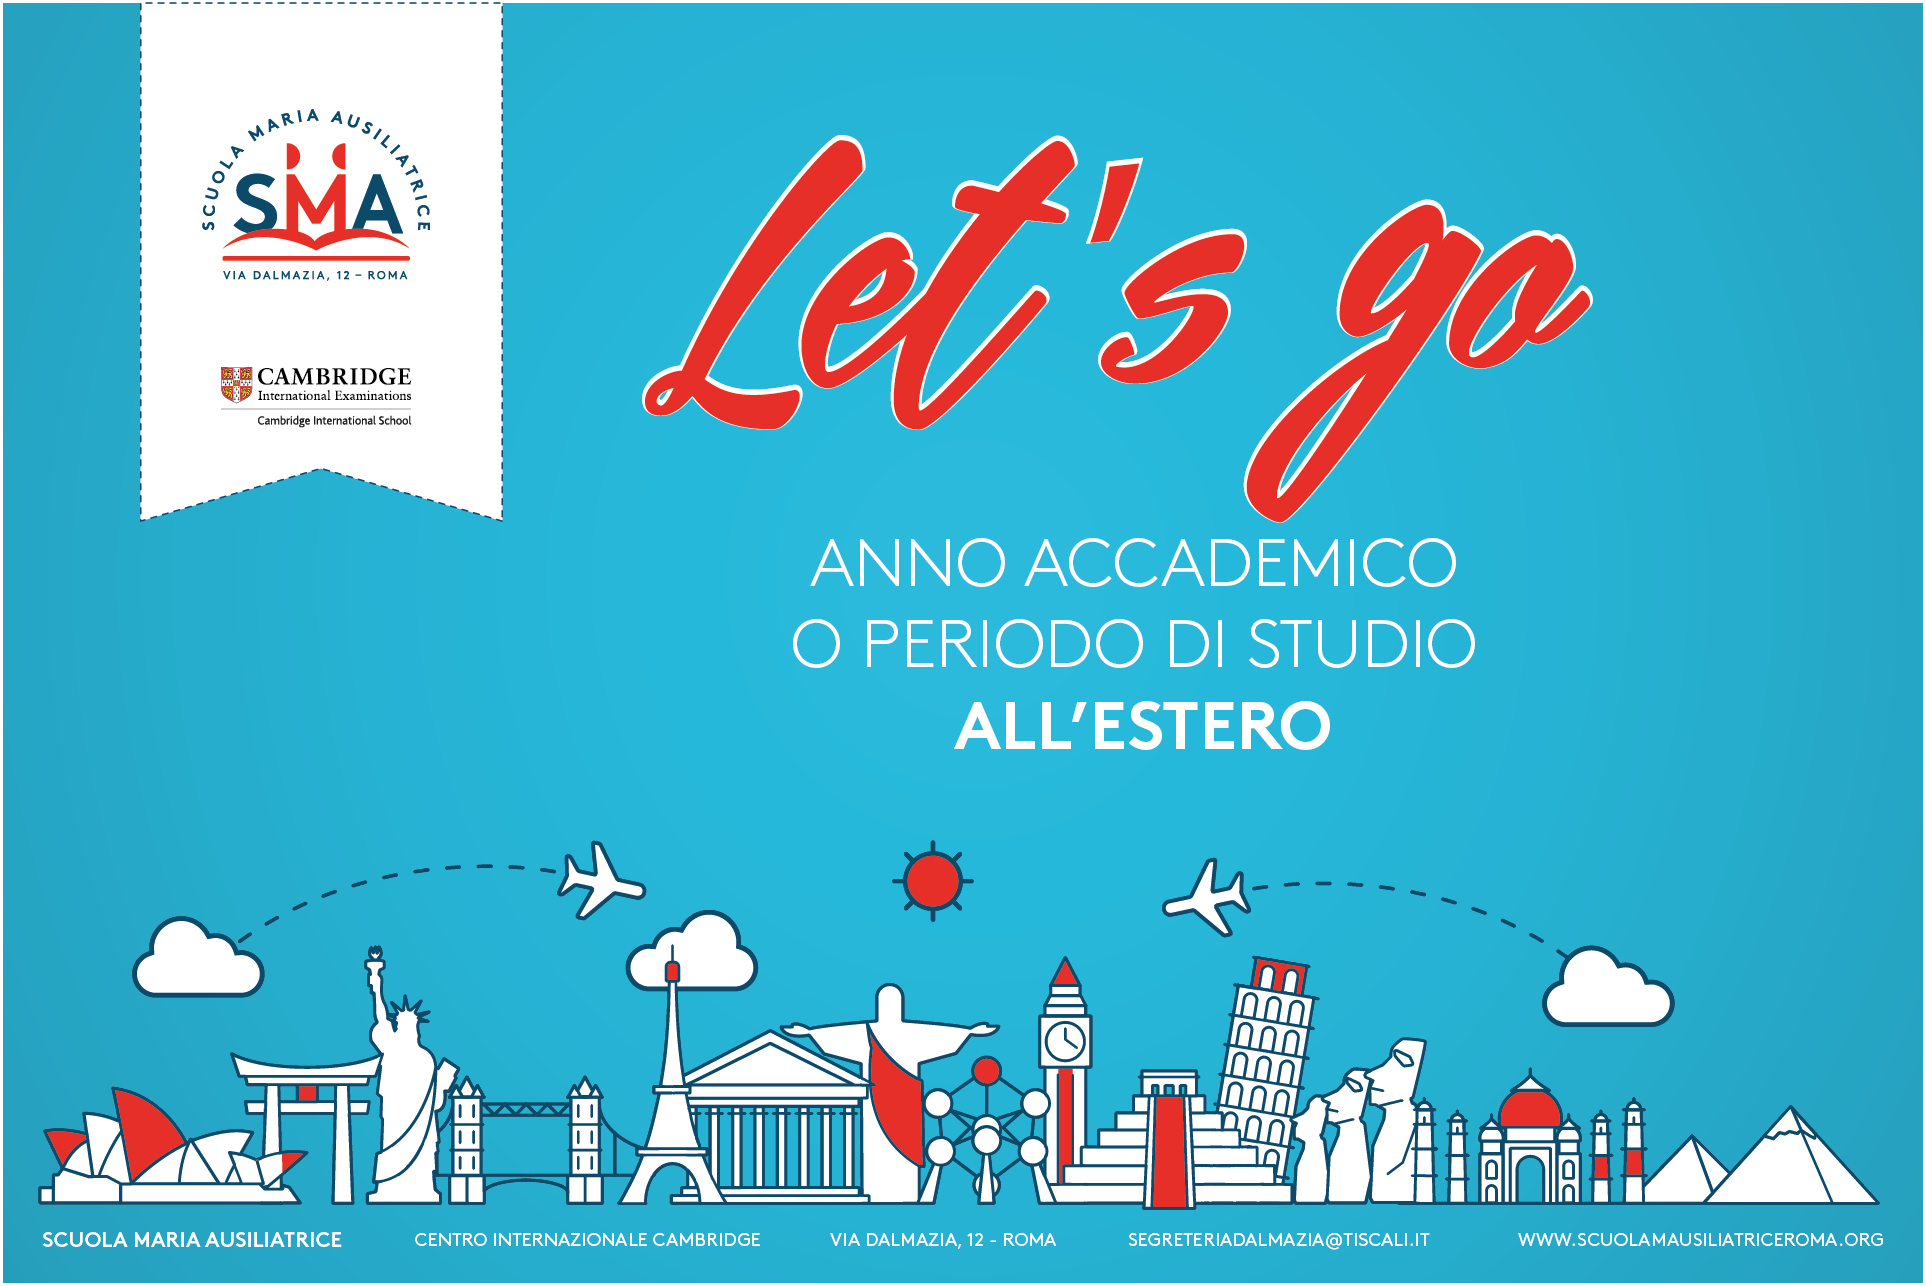 SCUOLA MARIA AUSILIATRICE
SMA
VIA DALMAZIA, 12 – ROMA
CAMBRIDGE
International Examinations
Cambridge International School
Let's go
ANNO ACCADEMICO
O PERIODO DI STUDIO
ALL’ESTERO
SCUOLA MARIA AUSILIATRICE CENTRO INTERNAZIONALE CAMBRIDGE VIA DALMAZIA, 12 - ROMA SEGRETERIADALMAZIA@TISCALI.IT WWW.SCUOLAMAUSILIATRICEROMA.ORG